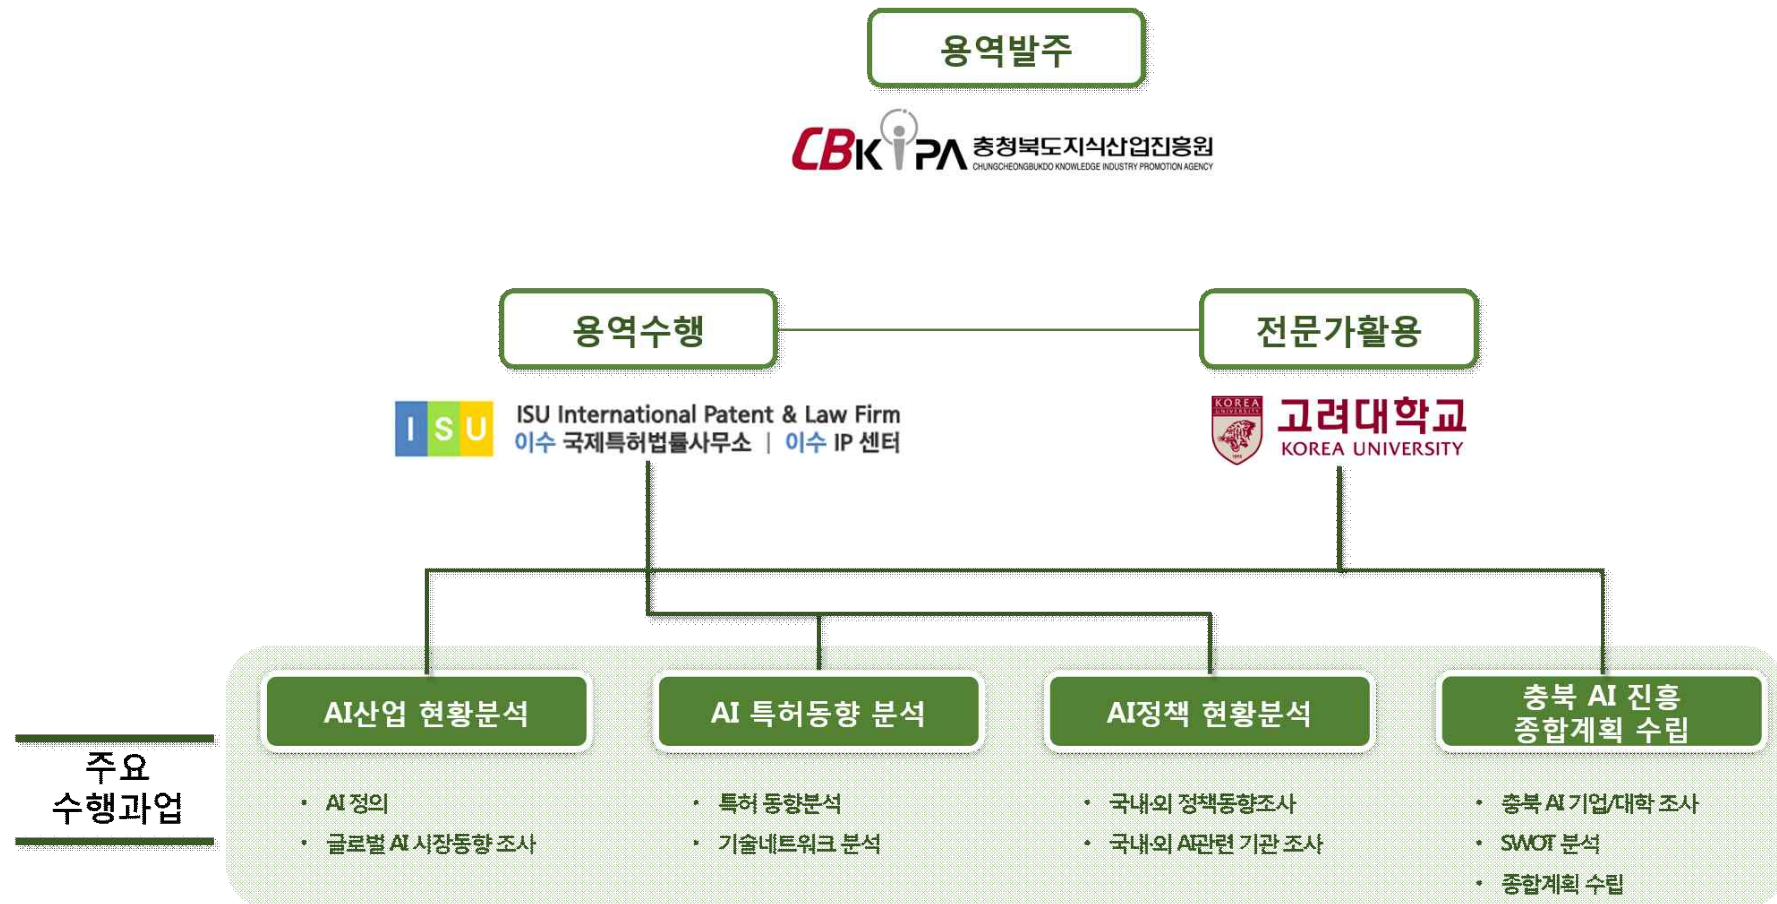 용역발주
CBKiPA 충청북도지식산업진흥원
CHUNGCHEONGBUKDO KNOWLEDGE INDUSTRY PROMOTION AGENCY
용역수행
전문가활용
ISU
ISU International Patent & Law Firm
이수 국제특허법률사무소 | 이수 IP 센터
KOREA
UNIVERSITY
1905
고려대학교
KOREA UNIVERSITY
주요
수행과업
AI산업 현황분석
• AI 정의
• 글로벌 AI 시장동향 조사
AI 특허동향 분석
• 특허 동향분석
• 기술네트워크 분석
AI정책 현황분석
• 국내·외 정책동향조사
• 국내·외 AI관련 기관 조사
충북 AI 진흥
종합계획 수립
• 충북 AI 기업/대학 조사
• SWOT 분석
• 종합계획 수립